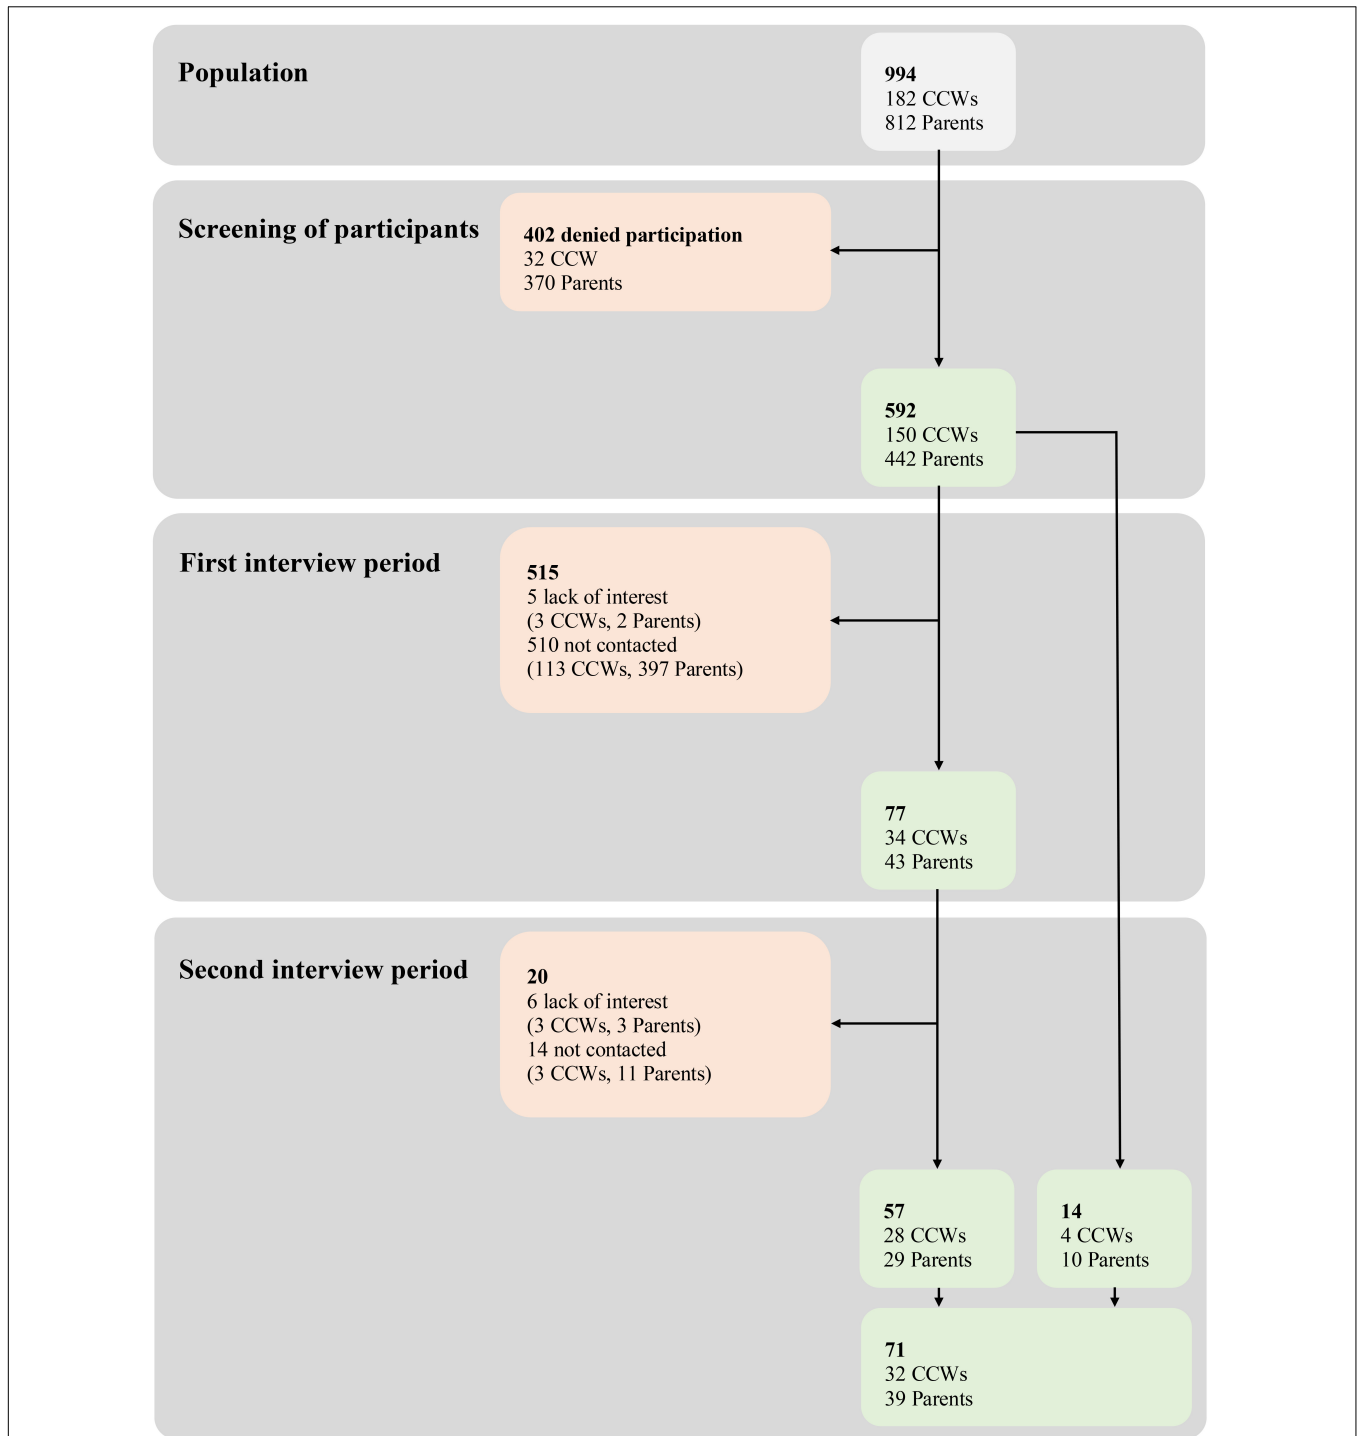 Population
994
182 CCWs
812 Parents
Screening of participants
402 denied participation
32 CCW
370 Parents
592
150 CCWs
442 Parents
First interview period
515
5 lack of interest
(3 CCWs, 2 Parents)
510 not contacted
(113 CCWs, 397 Parents)
77
34 CCWs
43 Parents
Second interview period
20
6 lack of interest
(3 CCWs, 3 Parents)
14 not contacted
(3 CCWs, 11 Parents)
57
28 CCWs
29 Parents
14
4 CCWs
10 Parents
71
32 CCWs
39 Parents